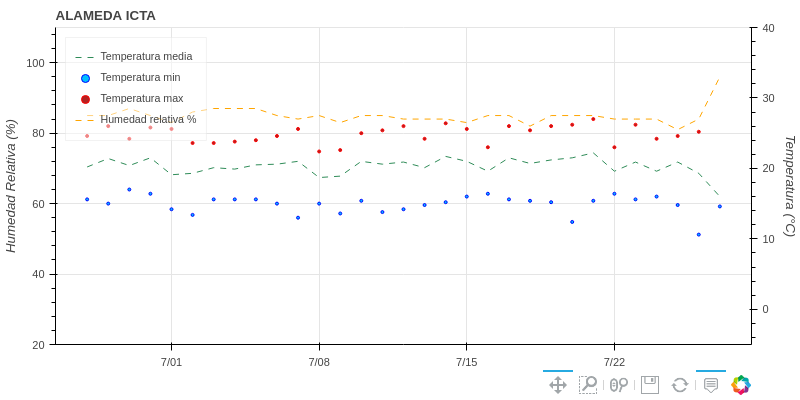 ALAMEDA ICTA
Temperatura media
Temperatura min
Temperatura max
Humedad relativa %
Humedad Relativa (%)
100
80
60
40
20
Temperatura (°C)
40
30
20
10
0
7/01
7/08
7/15
7/22